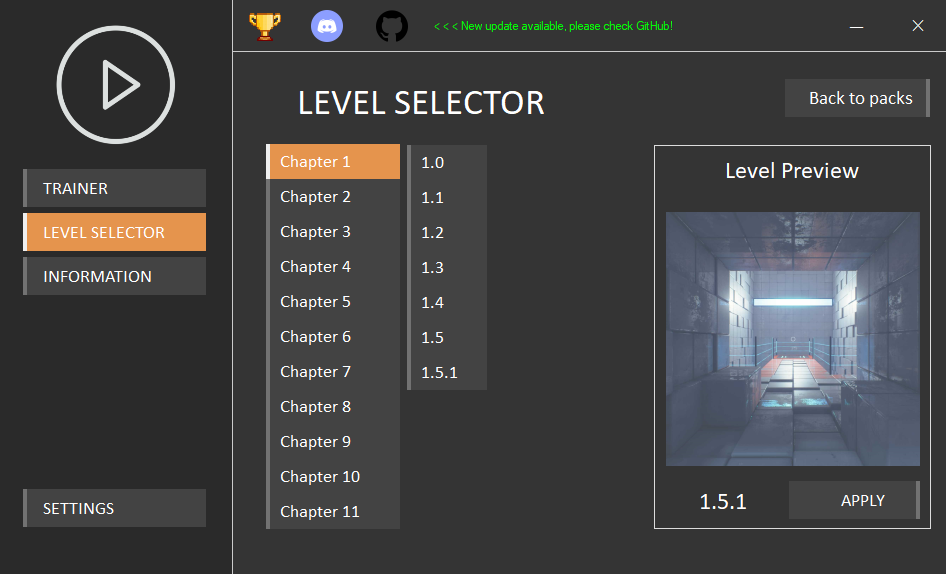 < < < New update available, please check GitHub!
TRAINER
LEVEL SELECTOR
INFORMATION
SETTINGS
LEVEL SELECTOR
Back to packs
Chapter 1
Chapter 2
Chapter 3
Chapter 4
Chapter 5
Chapter 6
Chapter 7
Chapter 8
Chapter 9
Chapter 10
Chapter 11
1.0
1.1
1.2
1.3
1.4
1.5
1.5.1
Level Preview
1.5.1
APPLY